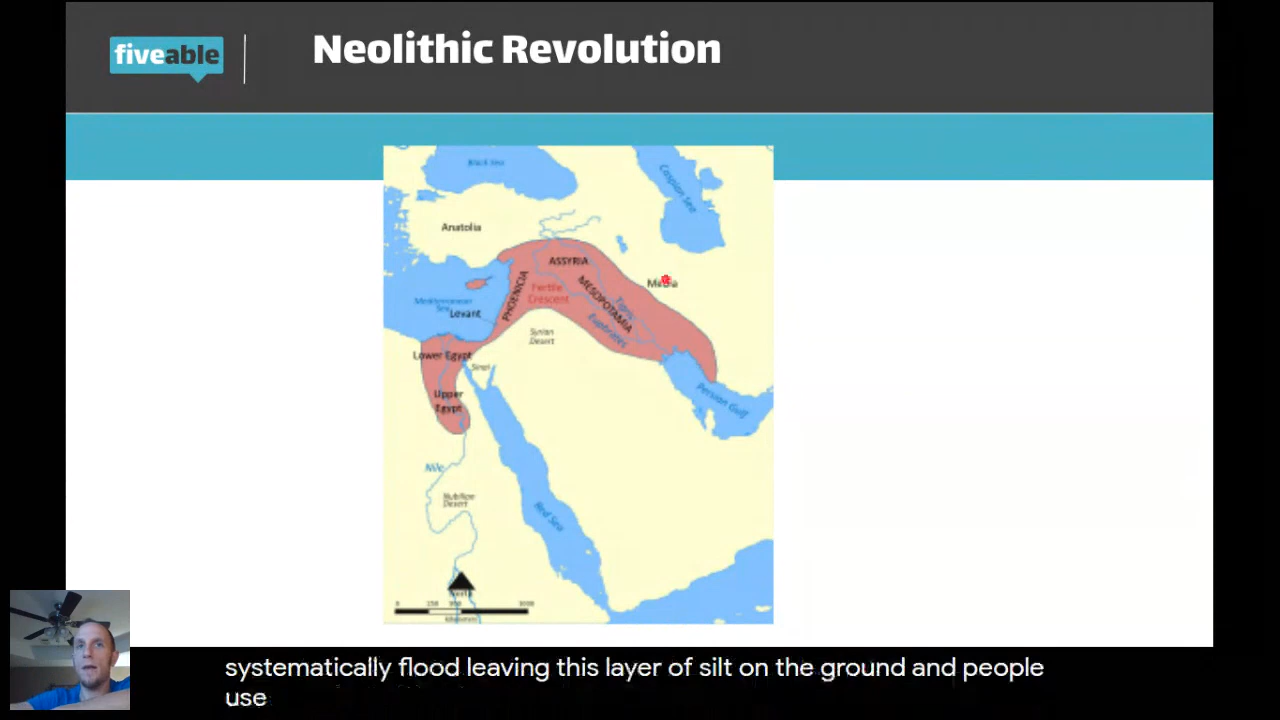 fiveable
Neolithic Revolution
Black Sea
Caspian Sea
Anatolia
ASSYRIA
Media
PHOENICIA
Fertile
Crescent
MESOPOTAMIA
Tigris
Euphrates
Mediterranean
Sea
Levant
Syrian
Desert
Lower Egypt
Sinai
Upper
Egypt
Persian Gulf
Nile
Nubian
Desert
Red Sea
0
1000
systematically flood leaving this layer of silt on the ground and people
use